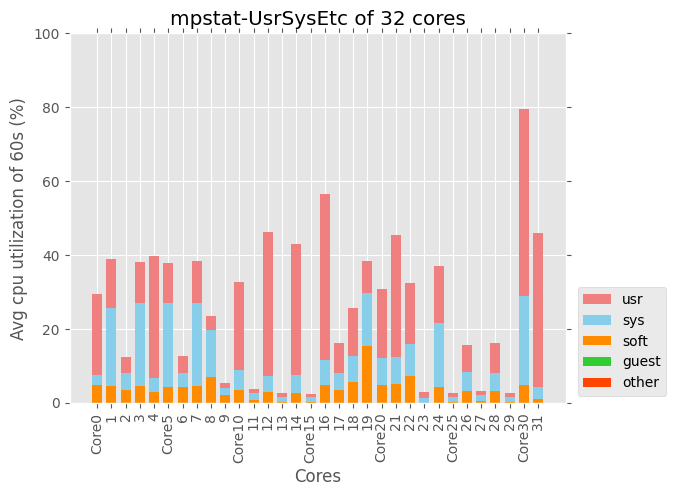 mpstat-UsrSysEtc of 32 cores
Avg cpu utilization of 60s (%)
100
80
60
40
20
0
Core0
1
2
3
4
Core5
6
7
8
9
Core10
11
12
13
14
Core15
16
17
18
19
Core20
21
22
23
24
Core25
26
27
28
29
Core30
31
Cores
usr
sys
soft
guest
other